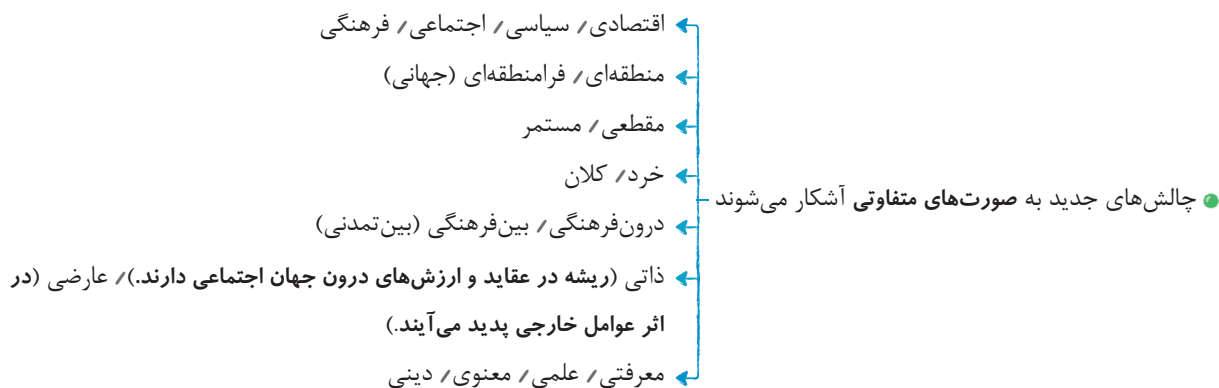 چالش‌های جدید به صورت‌های متفاوتی آشکار می‌شوند
اقتصادی/ سیاسی/ اجتماعی/ فرهنگی
منطقه‌ای/ فرامنطقه‌ای (جهانی)
مقطعی/ مستمر
خرد/ کلان
درون‌فرهنگی/ بین‌فرهنگی (بین‌تمدنی)
ذاتی (ریشه در عقاید و ارزش‌های درون جهان اجتماعی دارند.)/ عارضی (در
اثر عوامل خارجی پدید می‌آیند.)
معرفتی/ علمی/ معنوی/ دینی